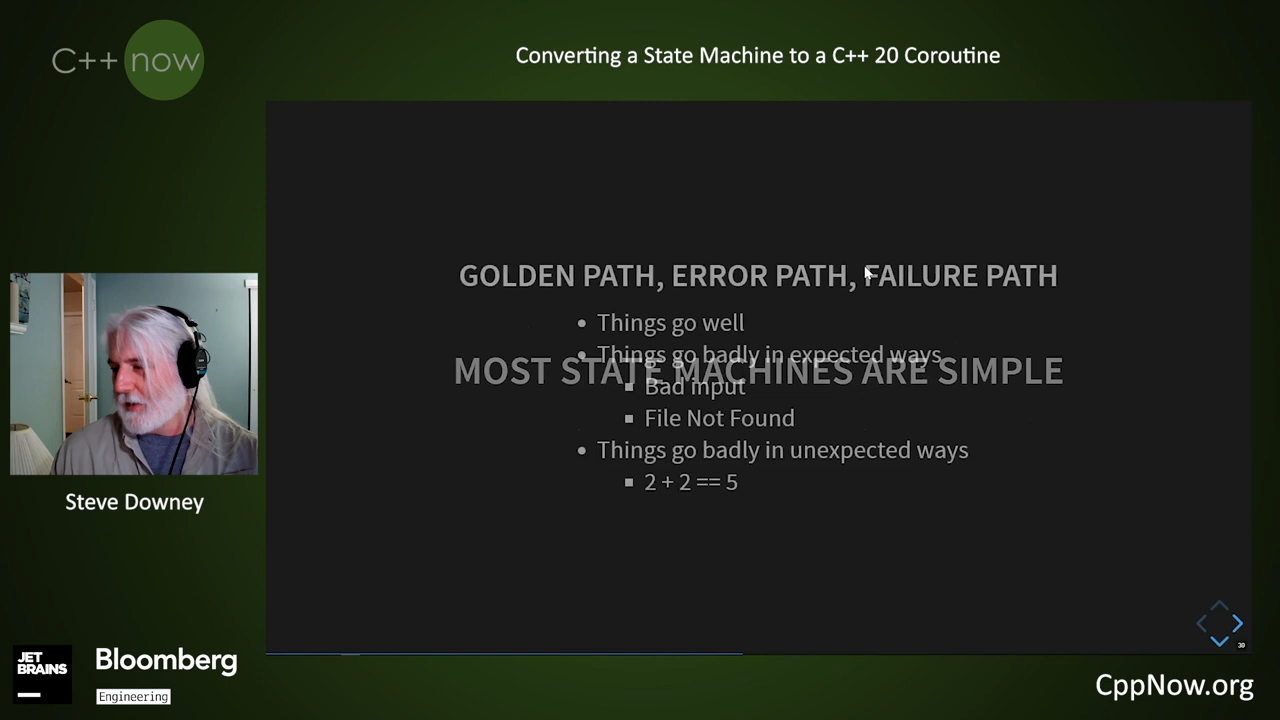 C++ now
Converting a State Machine to a C++ 20 Coroutine
GOLDEN PATH, ERROR PATH, FAILURE PATH
Things go well
Things go badly in expected ways
MOST STATE MACHINES ARE SIMPLE
Bad input
File Not Found
Things go badly in unexpected ways
2 + 2 == 5
Steve Downey
JET
BRAINS
Bloomberg
Engineering
39
CppNow.org